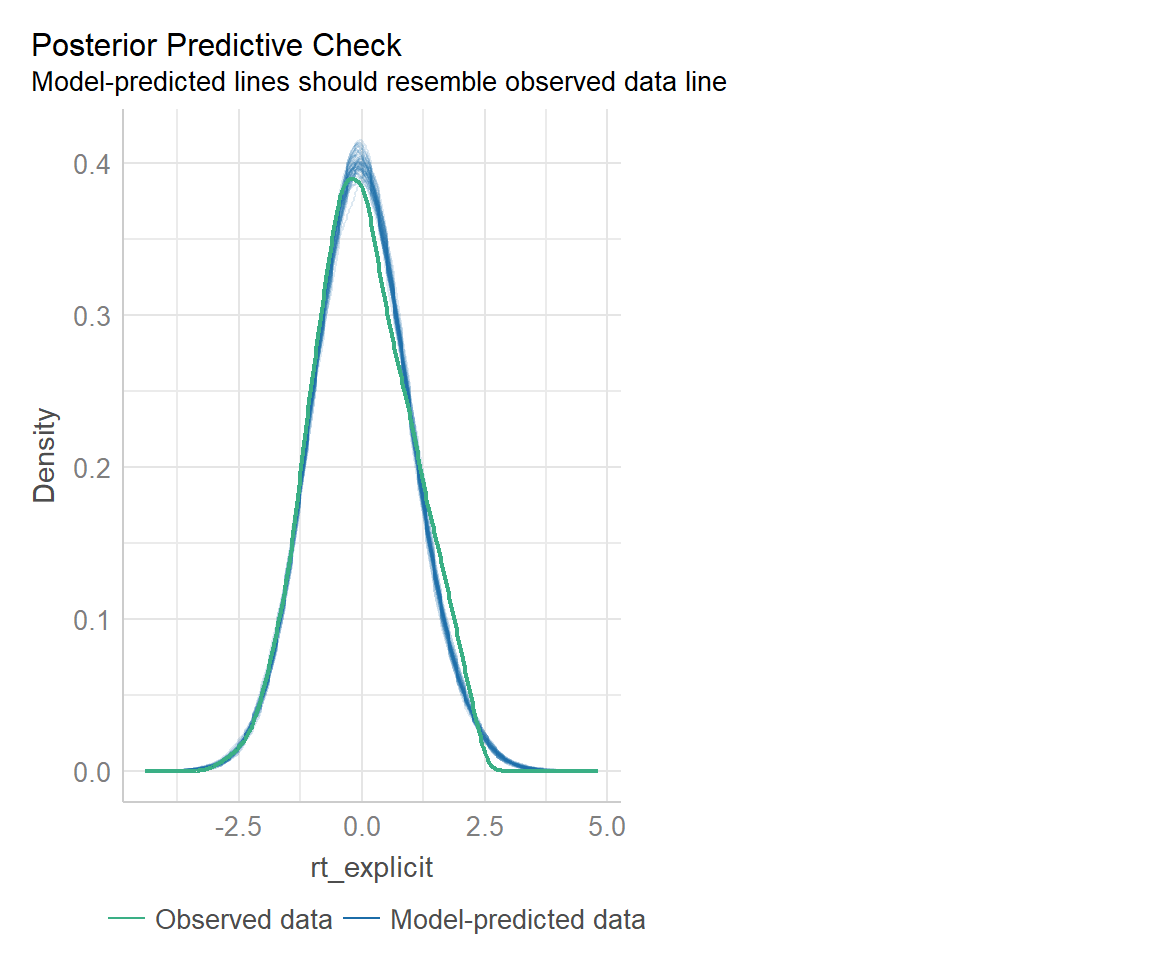 Posterior Predictive Check
Model-predicted lines should resemble observed data line
0.4
0.3
0.2
0.1
0.0
Density
-2.5 0.0 2.5 5.0
rt_explicit
Observed data Model-predicted data